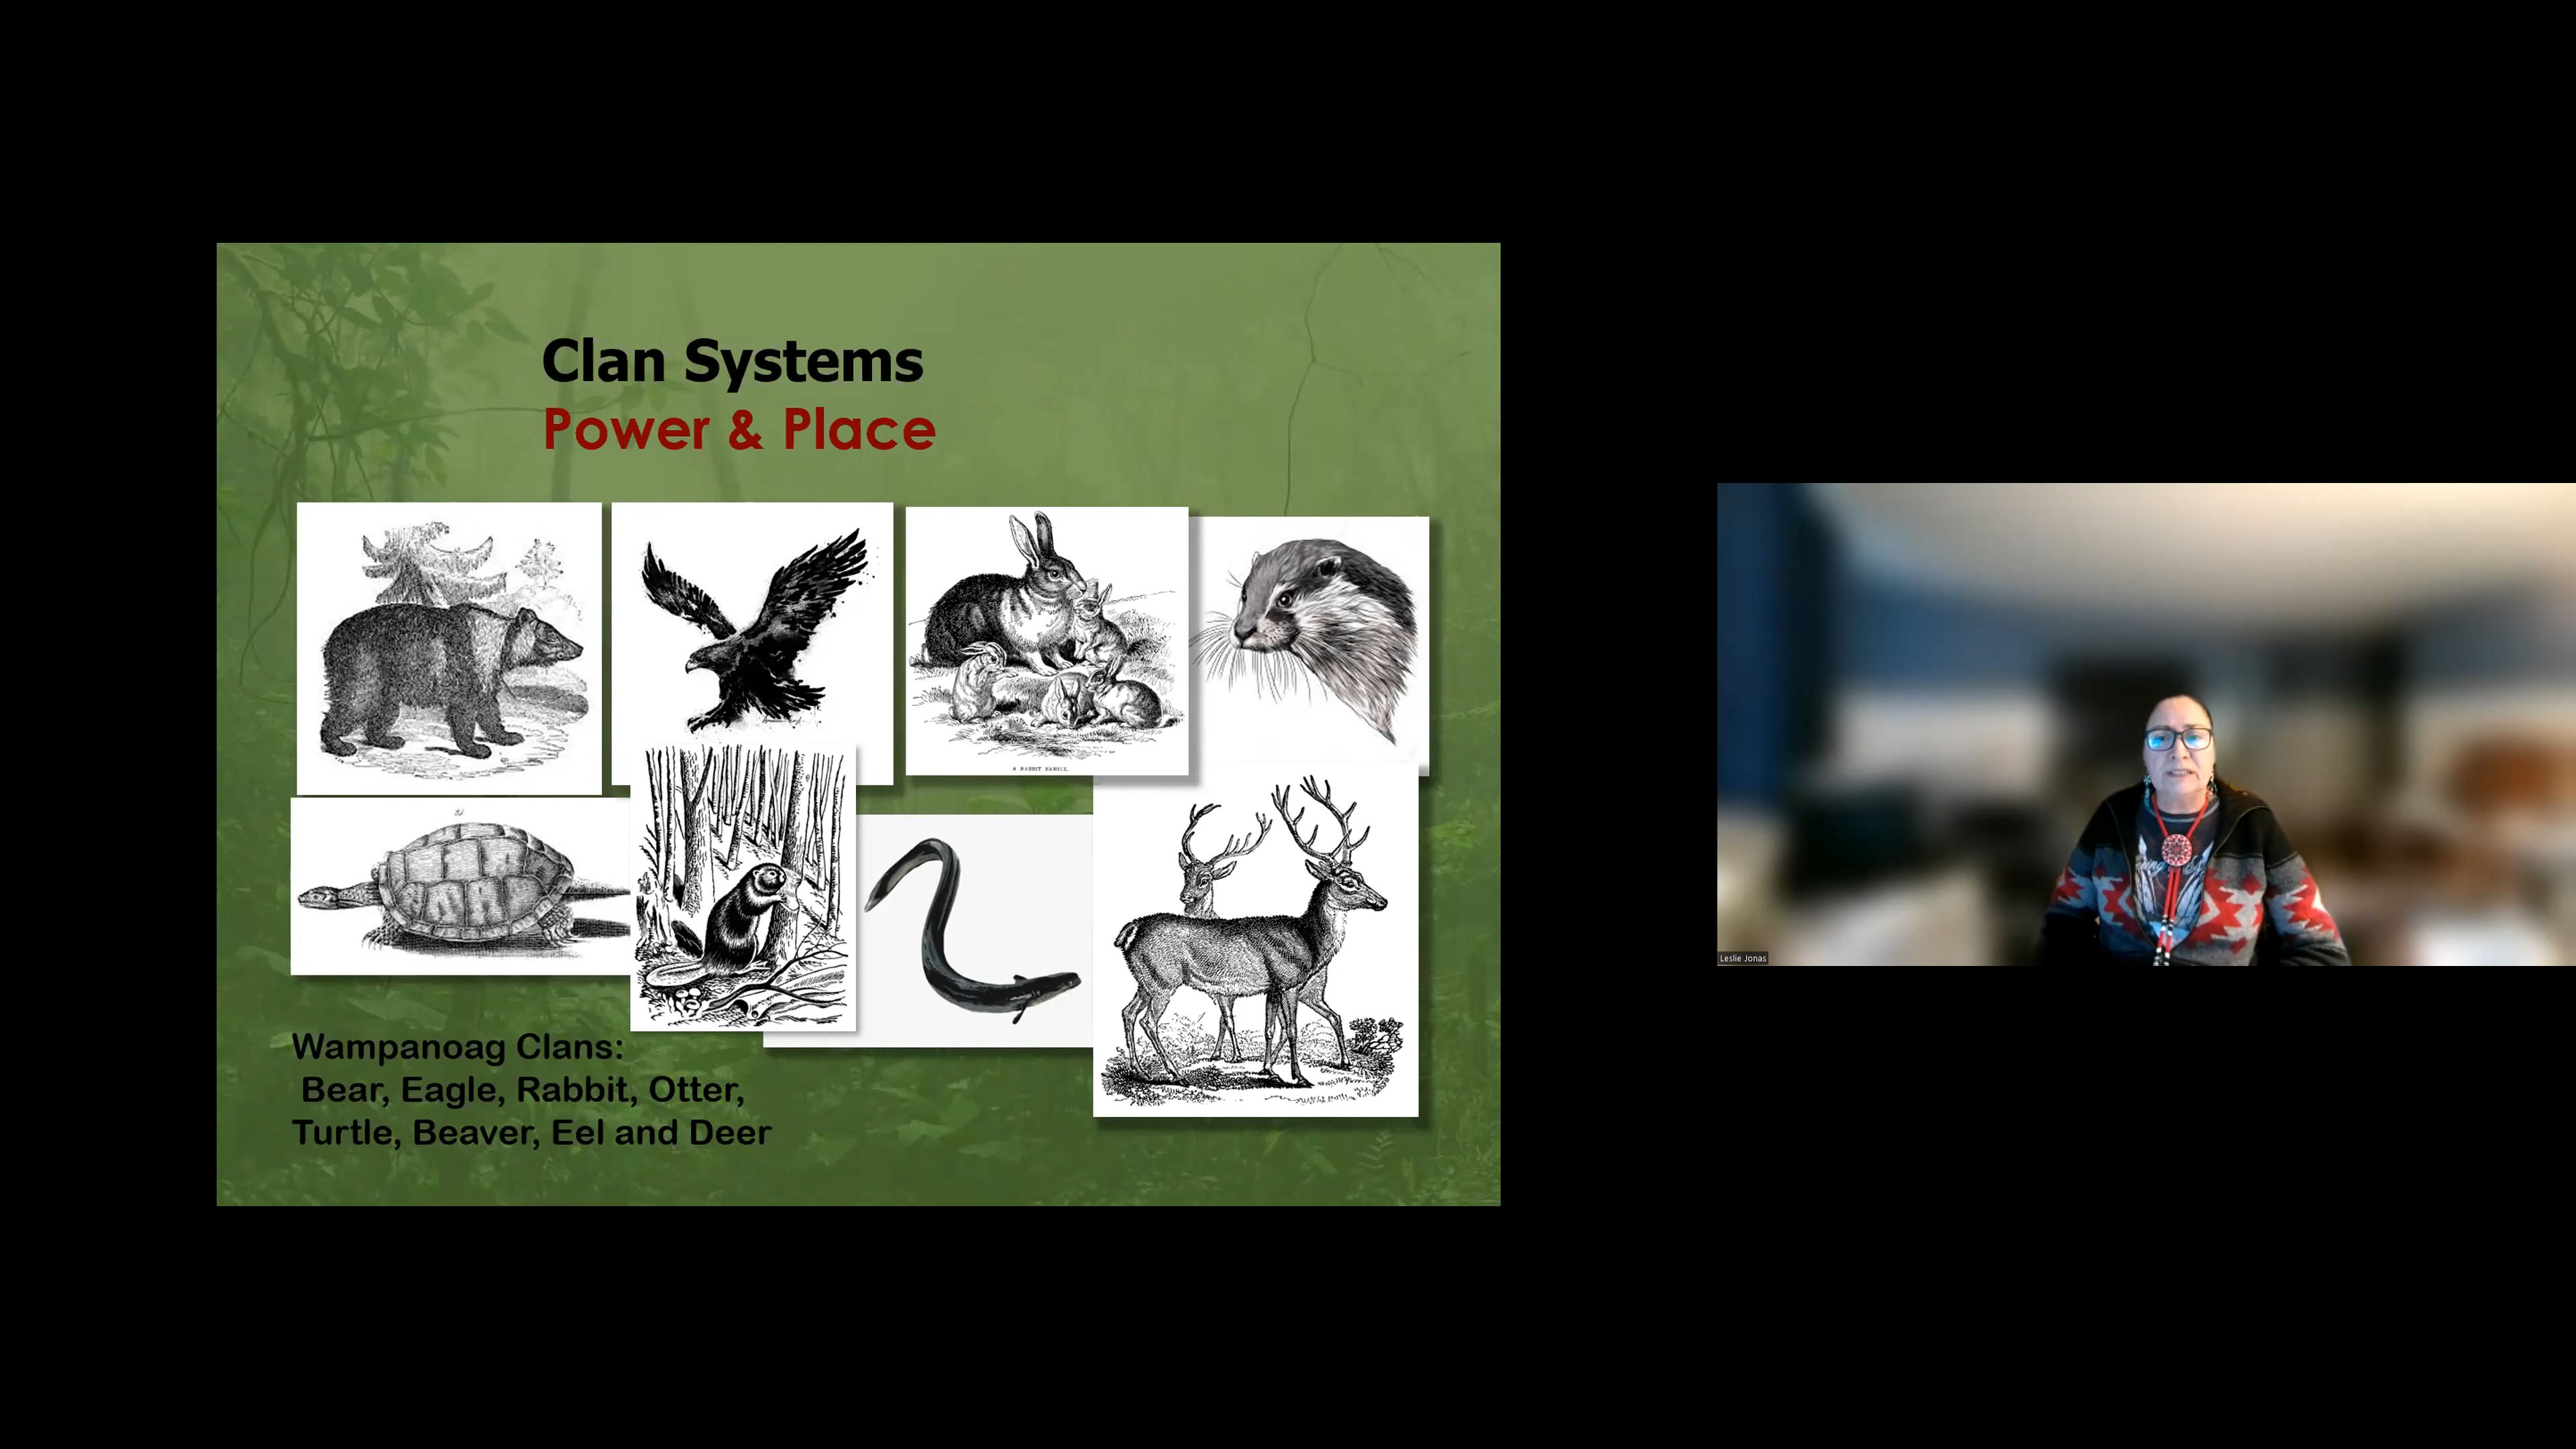 Clan Systems
Power & Place
A RABBIT FAMILY.
Wampanoag Clans:
Bear, Eagle, Rabbit, Otter,
Turtle, Beaver, Eel and Deer
Leslie Jonas